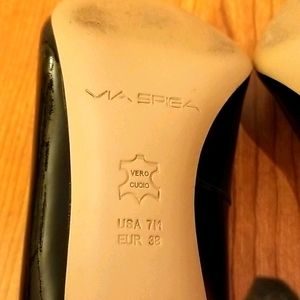 VIA SPIGA
VERO
CUOIO
USA 7M
EUR 38